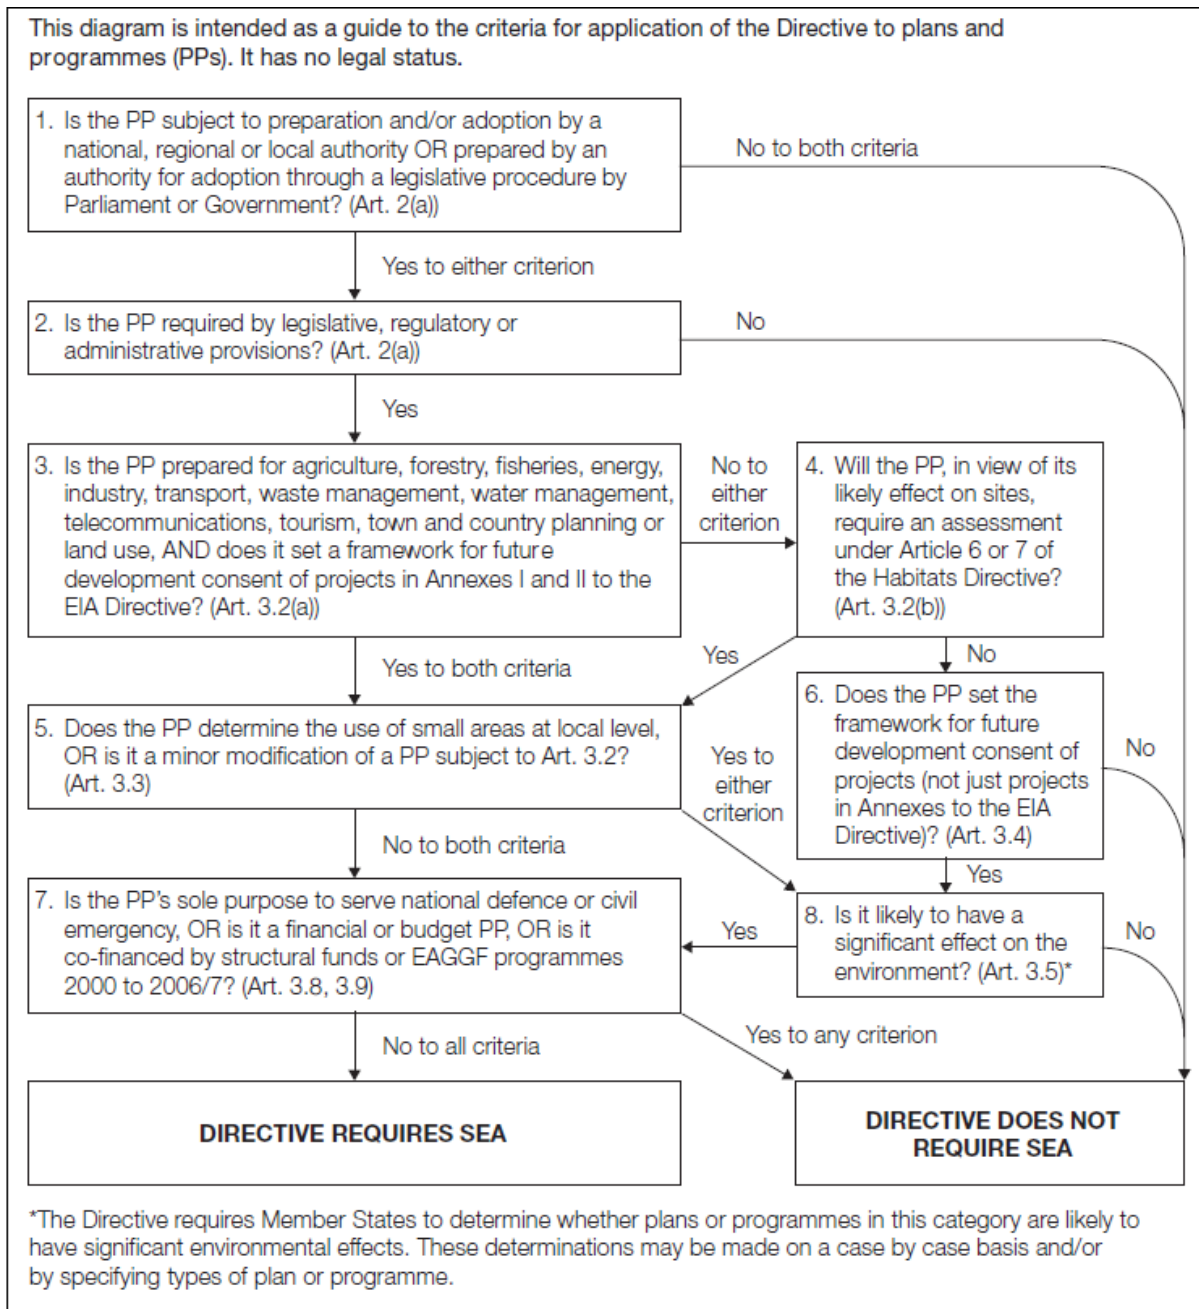 This diagram is intended as a guide to the criteria for application of the Directive to plans and
programmes (PPs). It has no legal status.
1. Is the PP subject to preparation and/or adoption by a
national, regional or local authority OR prepared by an
authority for adoption through a legislative procedure by
Parliament or Government? (Art. 2(a))
No to both criteria
Yes to either criterion
2. Is the PP required by legislative, regulatory or
administrative provisions? (Art. 2(a))
No
Yes
3. Is the PP prepared for agriculture, forestry, fisheries, energy,
industry, transport, waste management, water management,
telecommunications, tourism, town and country planning or
land use, AND does it set a framework for future
development consent of projects in Annexes I and II to the
EIA Directive? (Art. 3.2(a))
No to
either
criterion
4. Will the PP, in view of its
likely effect on sites,
require an assessment
under Article 6 or 7 of
the Habitats Directive?
(Art. 3.2(b))
Yes to both criteria
Yes
No
5. Does the PP determine the use of small areas at local level,
OR is it a minor modification of a PP subject to Art. 3.2?
(Art. 3.3)
Yes to
either
criterion
6. Does the PP set the
framework for future
development consent of
projects (not just projects
in Annexes to the EIA
Directive)? (Art. 3.4)
No
No to both criteria
Yes
7. Is the PP's sole purpose to serve national defence or civil
emergency, OR is it a financial or budget PP, OR is it
co-financed by structural funds or EAGGF programmes
2000 to 2006/7? (Art. 3.8, 3.9)
Yes
8. Is it likely to have a
significant effect on the
environment? (Art. 3.5)*
No
No to all criteria
Yes to any criterion
DIRECTIVE REQUIRES SEA
DIRECTIVE DOES NOT
REQUIRE SEA
*The Directive requires Member States to determine whether plans or programmes in this category are likely to
have significant environmental effects. These determinations may be made on a case by case basis and/or
by specifying types of plan or programme.